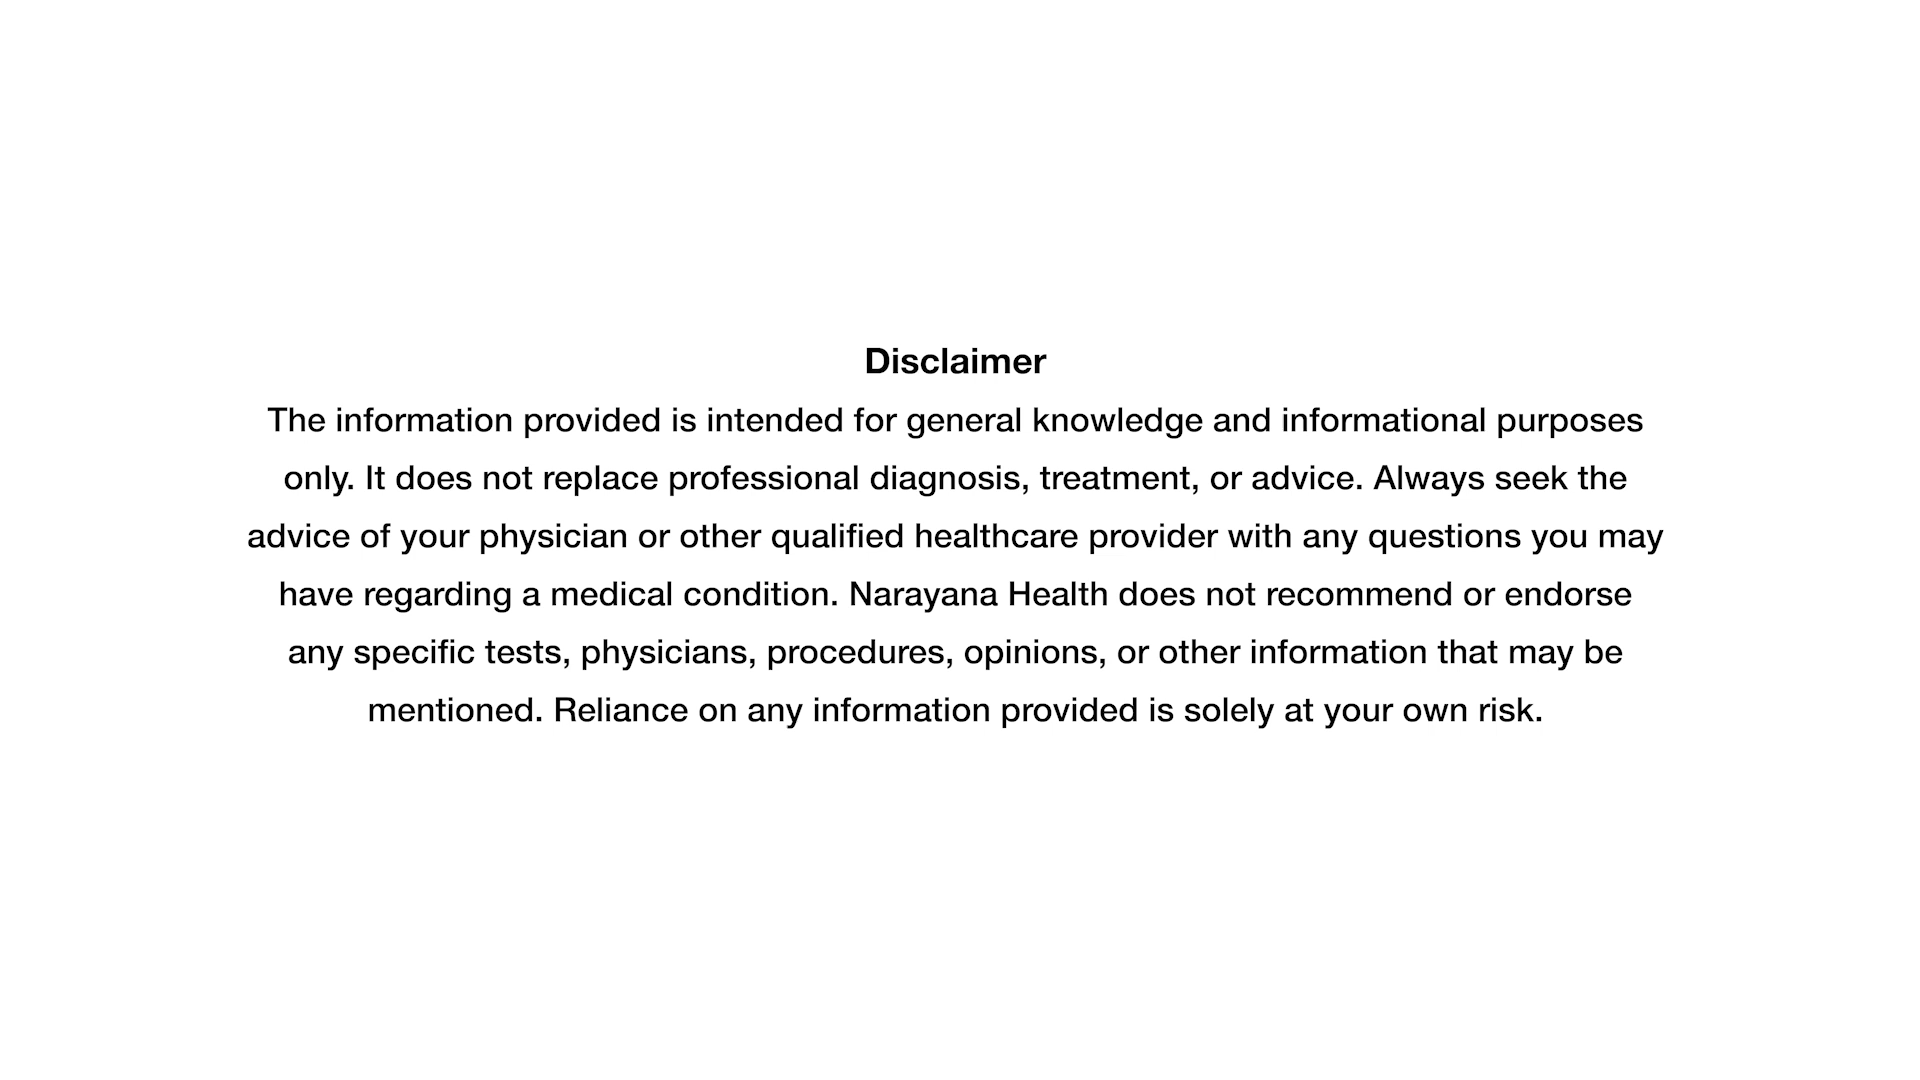 Disclaimer
The information provided is intended for general knowledge and informational purposes
only. It does not replace professional diagnosis, treatment, or advice. Always seek the
advice of your physician or other qualified healthcare provider with any questions you may
have regarding a medical condition. Narayana Health does not recommend or endorse
any specific tests, physicians, procedures, opinions, or other information that may be
mentioned. Reliance on any information provided is solely at your own risk.